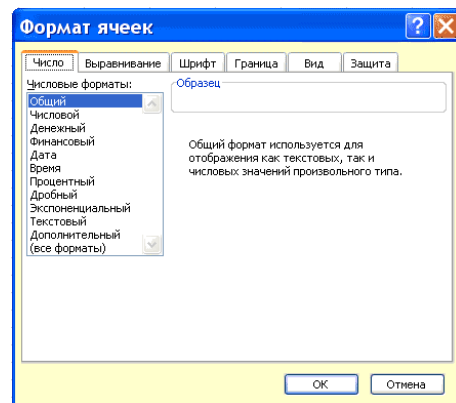 Формат ячеек
Число Выравнивание Шрифт Граница Вид Защита
Числовые форматы:
Образец
Общий
Числовой
Денежный
Финансовый
Дата
Время
Процентный
Дробный
Экспоненциальный
Текстовый
Дополнительный
(все форматы)
Общий формат используется для
отображения как текстовых, так и
числовых значений произвольного типа.
ОК Отмена